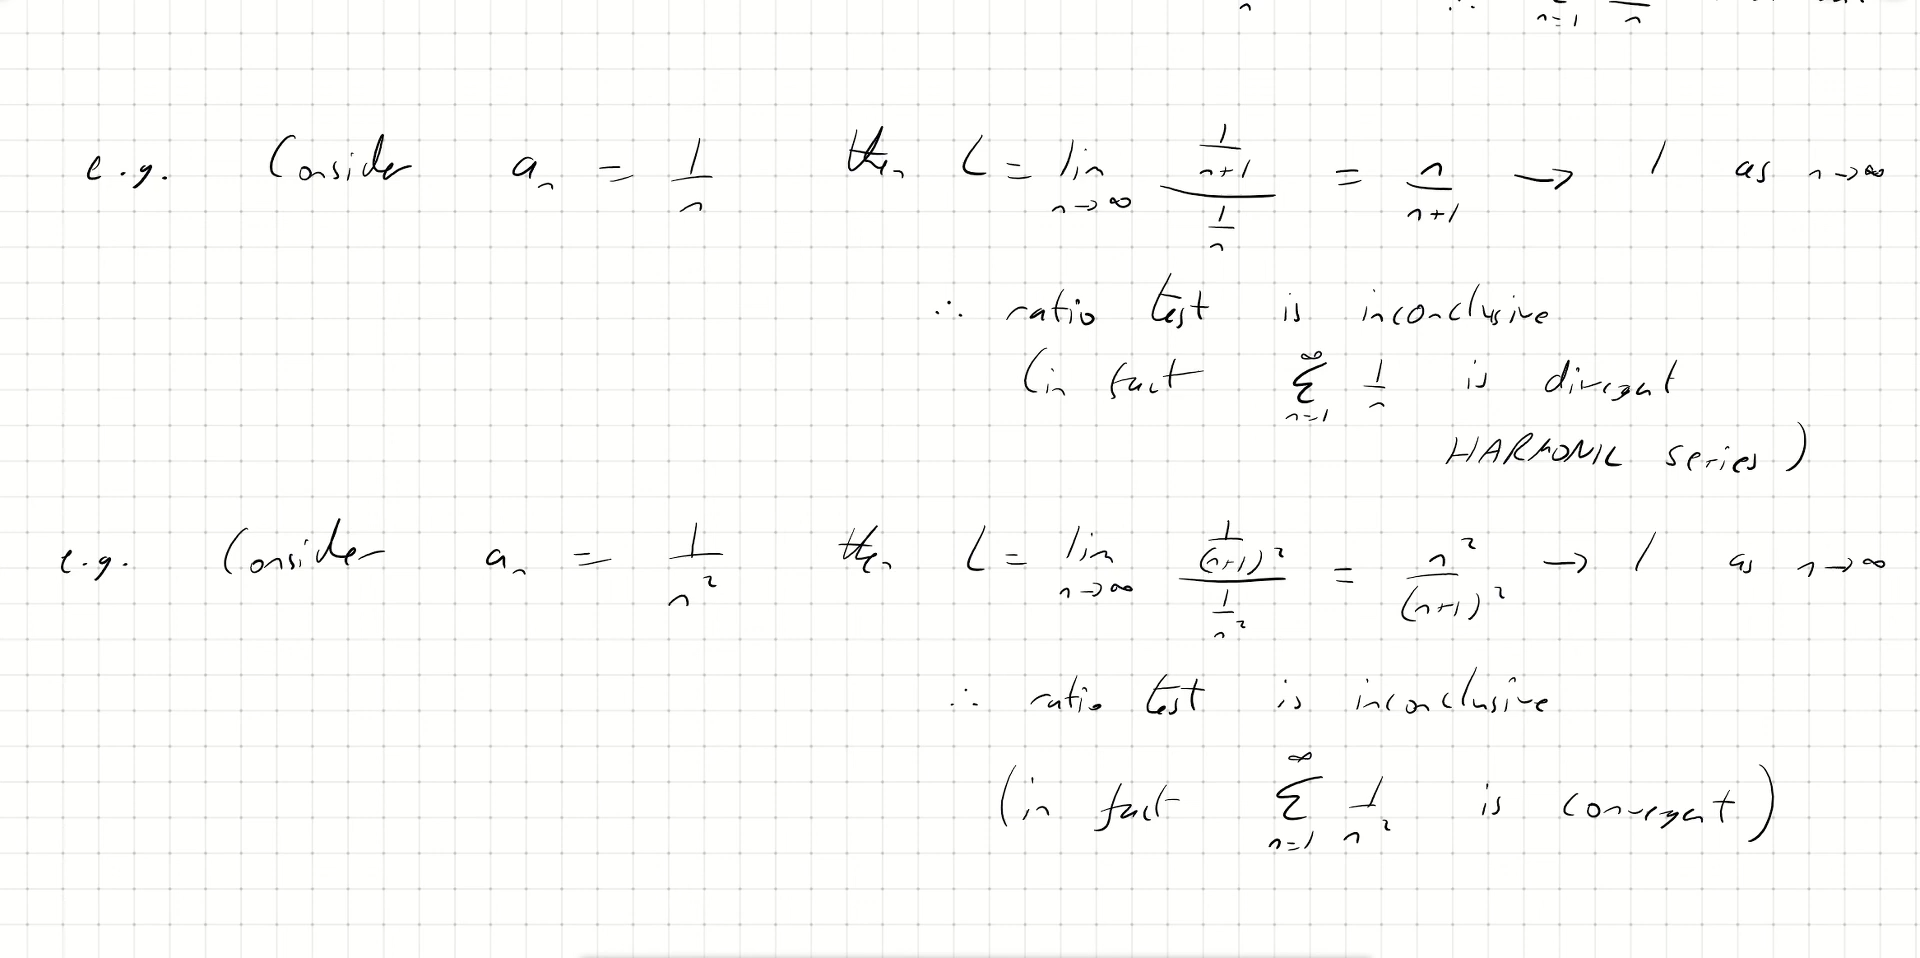 n ∴ n=1 n
e.g. Consider a_n = 1/n then L = lim_{n→∞} (1/(n+1))/(1/n) = n/(n+1) → 1 as n→∞
∴ ratio test is inconclusive
(in fact ∑_{n=1}^{∞} 1/n is divergent
HARMONIC series)
e.g. Consider a_n = 1/n² then L = lim_{n→∞} (1/(n+1)²)/(1/n²) = n²/(n+1)² → 1 as n→∞
∴ ratio test is inconclusive
(in fact ∑_{n=1}^{∞} 1/n² is convergent)